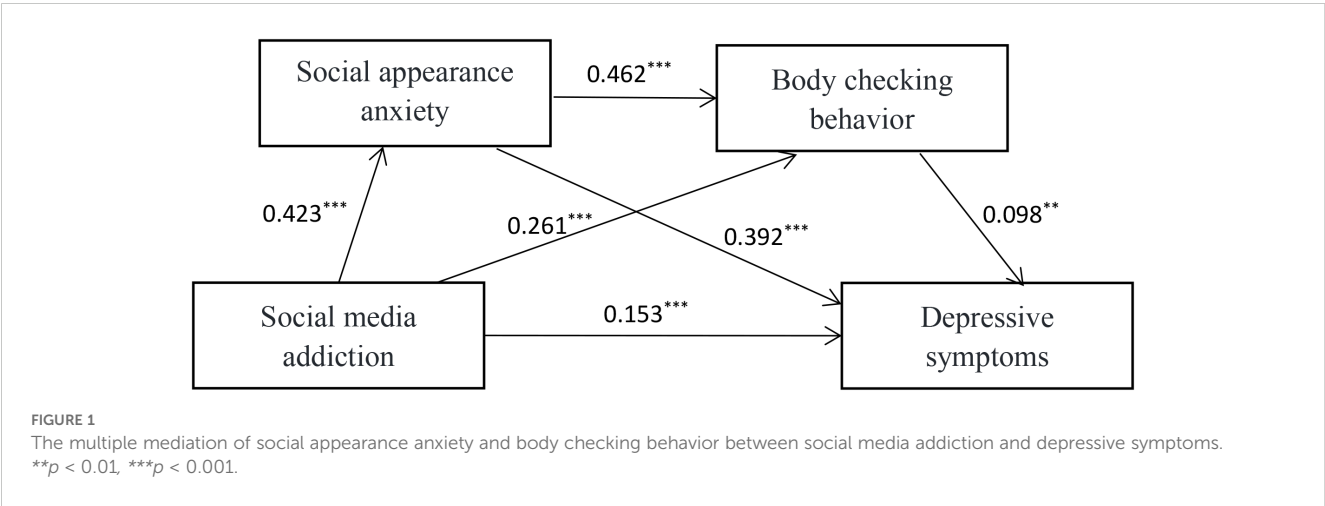 Social appearance
anxiety
0.462***
Body checking
behavior
0.423***
0.261***
0.392***
0.098**
Social media
addiction
0.153***
Depressive
symptoms
FIGURE 1
The multiple mediation of social appearance anxiety and body checking behavior between social media addiction and depressive symptoms.
**p < 0.01, ***p < 0.001.